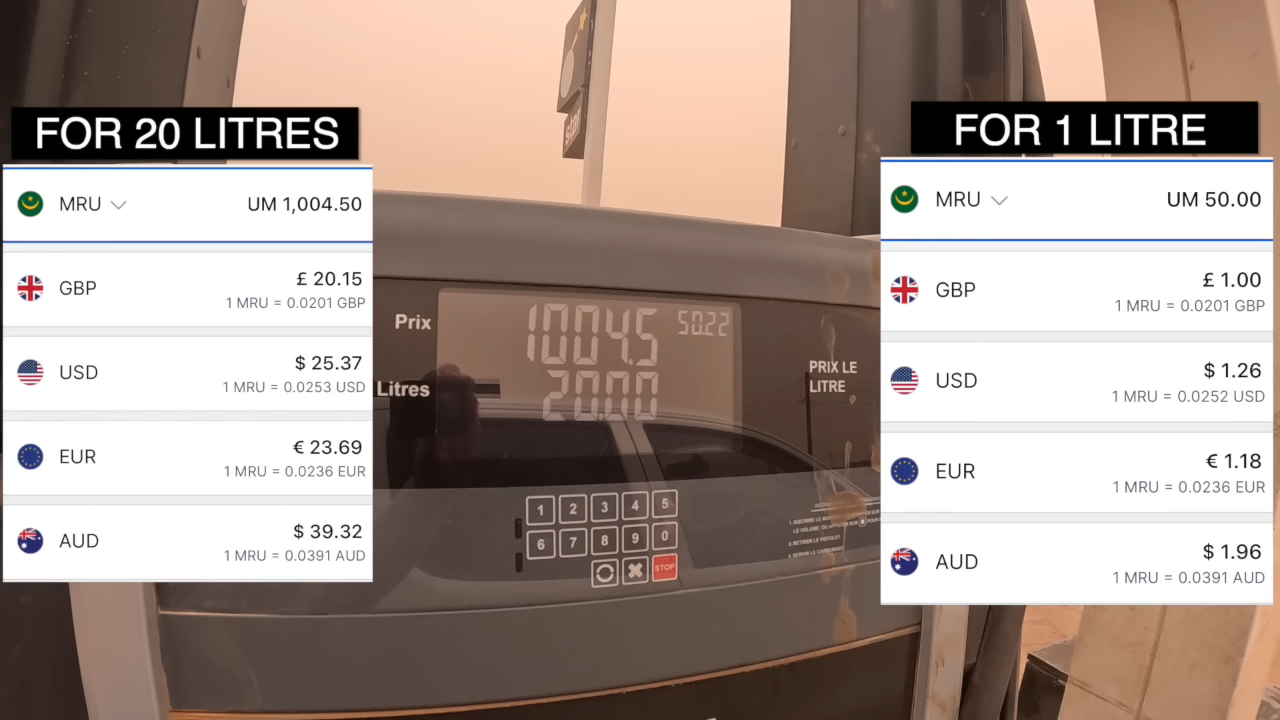 FOR 20 LITRES
MRU
UM 1,004.50
GBP
£ 20.15
1 MRU = 0.0201 GBP
USD
$ 25.37
1 MRU = 0.0253 USD
EUR
€ 23.69
1 MRU = 0.0236 EUR
AUD
$ 39.32
1 MRU = 0.0391 AUD
Prix
1004.5
50.22
Litres
20.00
PRIX LE
LITRE
1 2 3 4 5
6 7 8 9 0
STOP
FOR 1 LITRE
MRU
UM 50.00
GBP
£ 1.00
1 MRU = 0.0201 GBP
USD
$ 1.26
1 MRU = 0.0252 USD
EUR
€ 1.18
1 MRU = 0.0236 EUR
AUD
$ 1.96
1 MRU = 0.0391 AUD